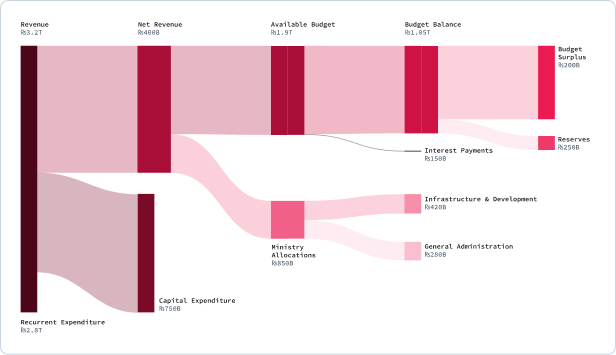 Revenue
₨3.2T
Net Revenue
₨400B
Available Budget
₨1.9T
Budget Balance
₨1.05T
Budget
Surplus
₨200B
Reserves
₨250B
Interest Payments
₨150B
Infrastructure & Development
₨420B
General Administration
₨280B
Ministry
Allocations
₨850B
Capital Expenditure
₨750B
Recurrent Expenditure
₨2.8T